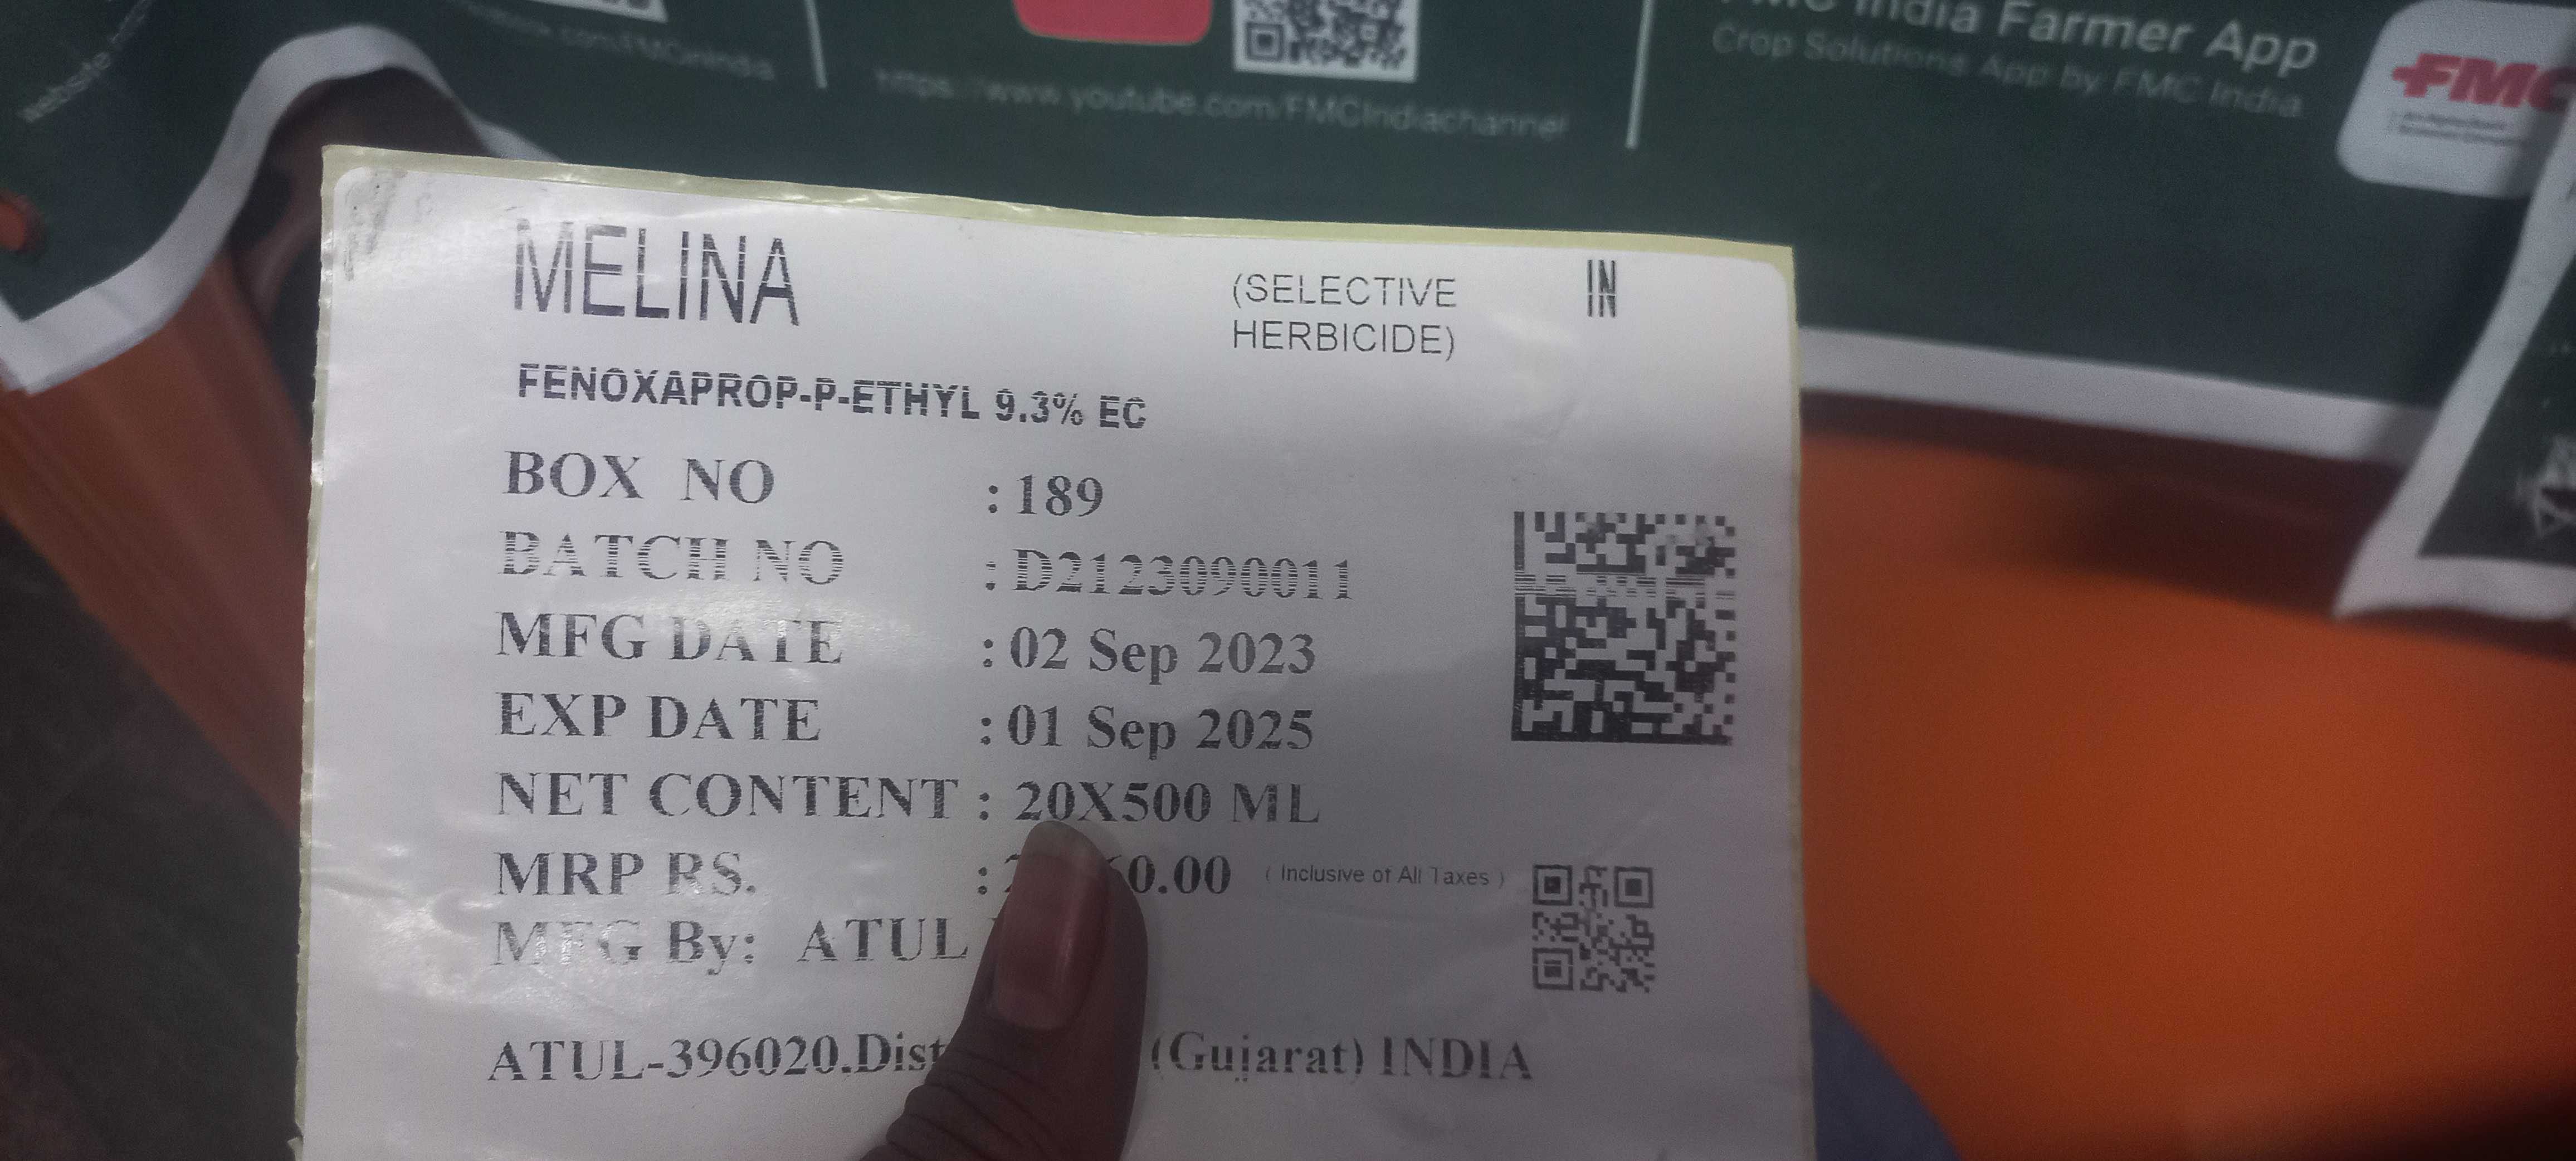 India Farmer App
Crop Solutions App by FMC India
https://www.youtube.com/FMCIndiachannel
FMC
MELINA
(SELECTIVE
HERBICIDE)
IN
FENOXAPROP-P-ETHYL 9.3% EC
BOX NO : 189
BATCH NO : D2123090011
MFG DATE : 02 Sep 2023
EXP DATE : 01 Sep 2025
NET CONTENT : 20X500 ML
MRP RS. : 0.00 ( Inclusive of All Taxes )
MFG By: ATUL
ATUL-396020.Dist (Gujarat) INDIA